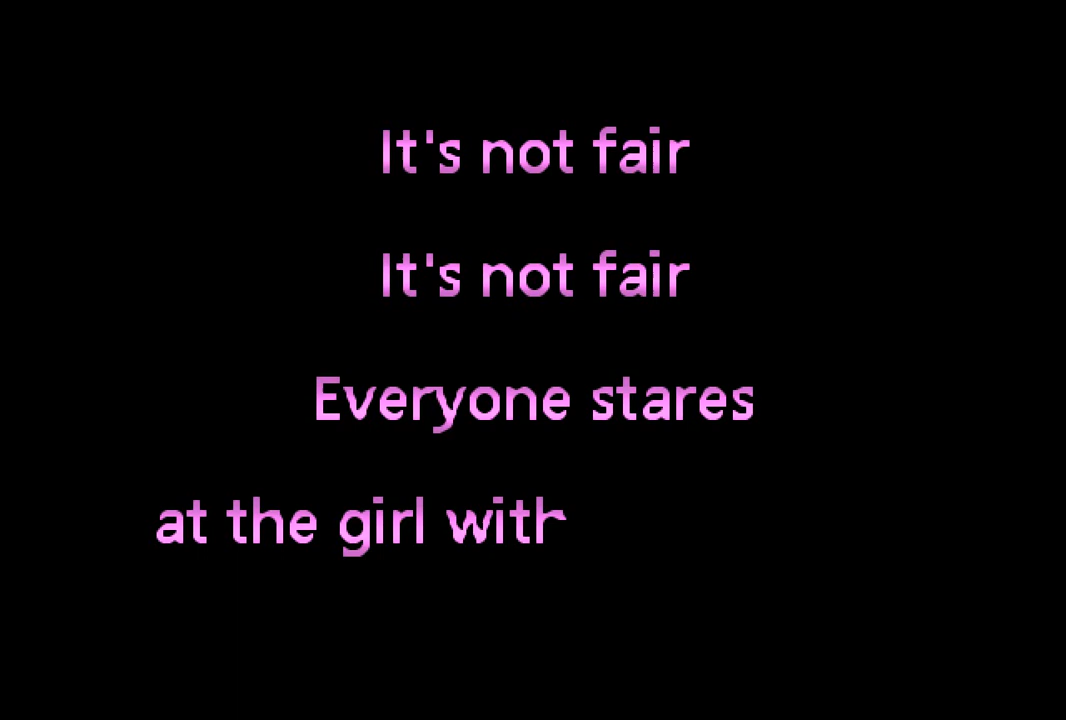 It's not fair
It's not fair
Everyone stares
at the girl with